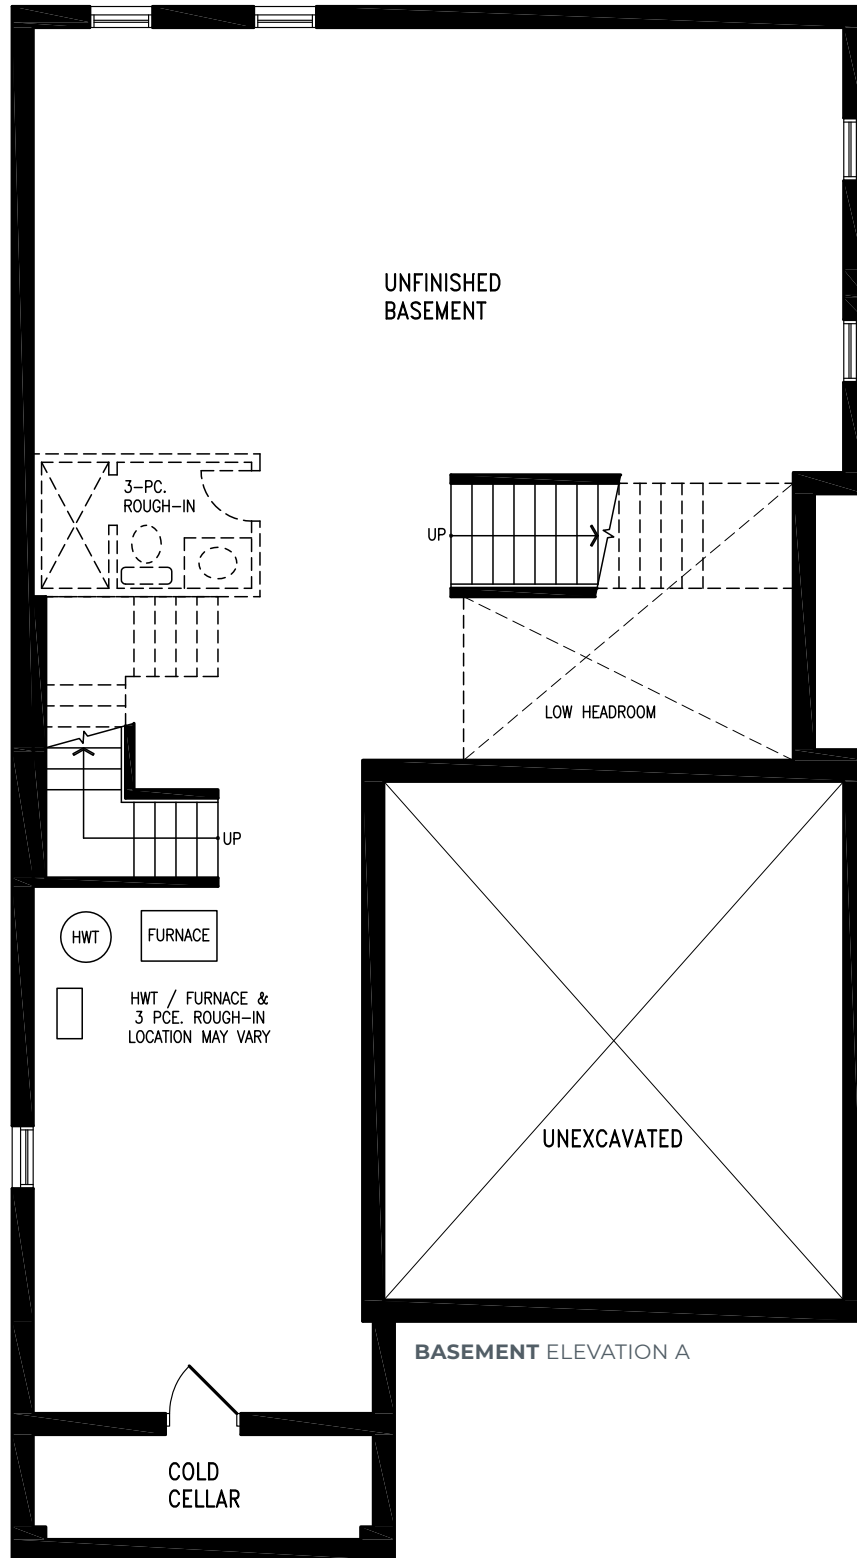 UNFINISHED
BASEMENT
3-PC.
ROUGH-IN
UP
LOW HEADROOM
UP
HWT
FURNACE
HWT / FURNACE &
3 PCE. ROUGH-IN
LOCATION MAY VARY
UNEXCAVATED
BASEMENT ELEVATION A
COLD
CELLAR